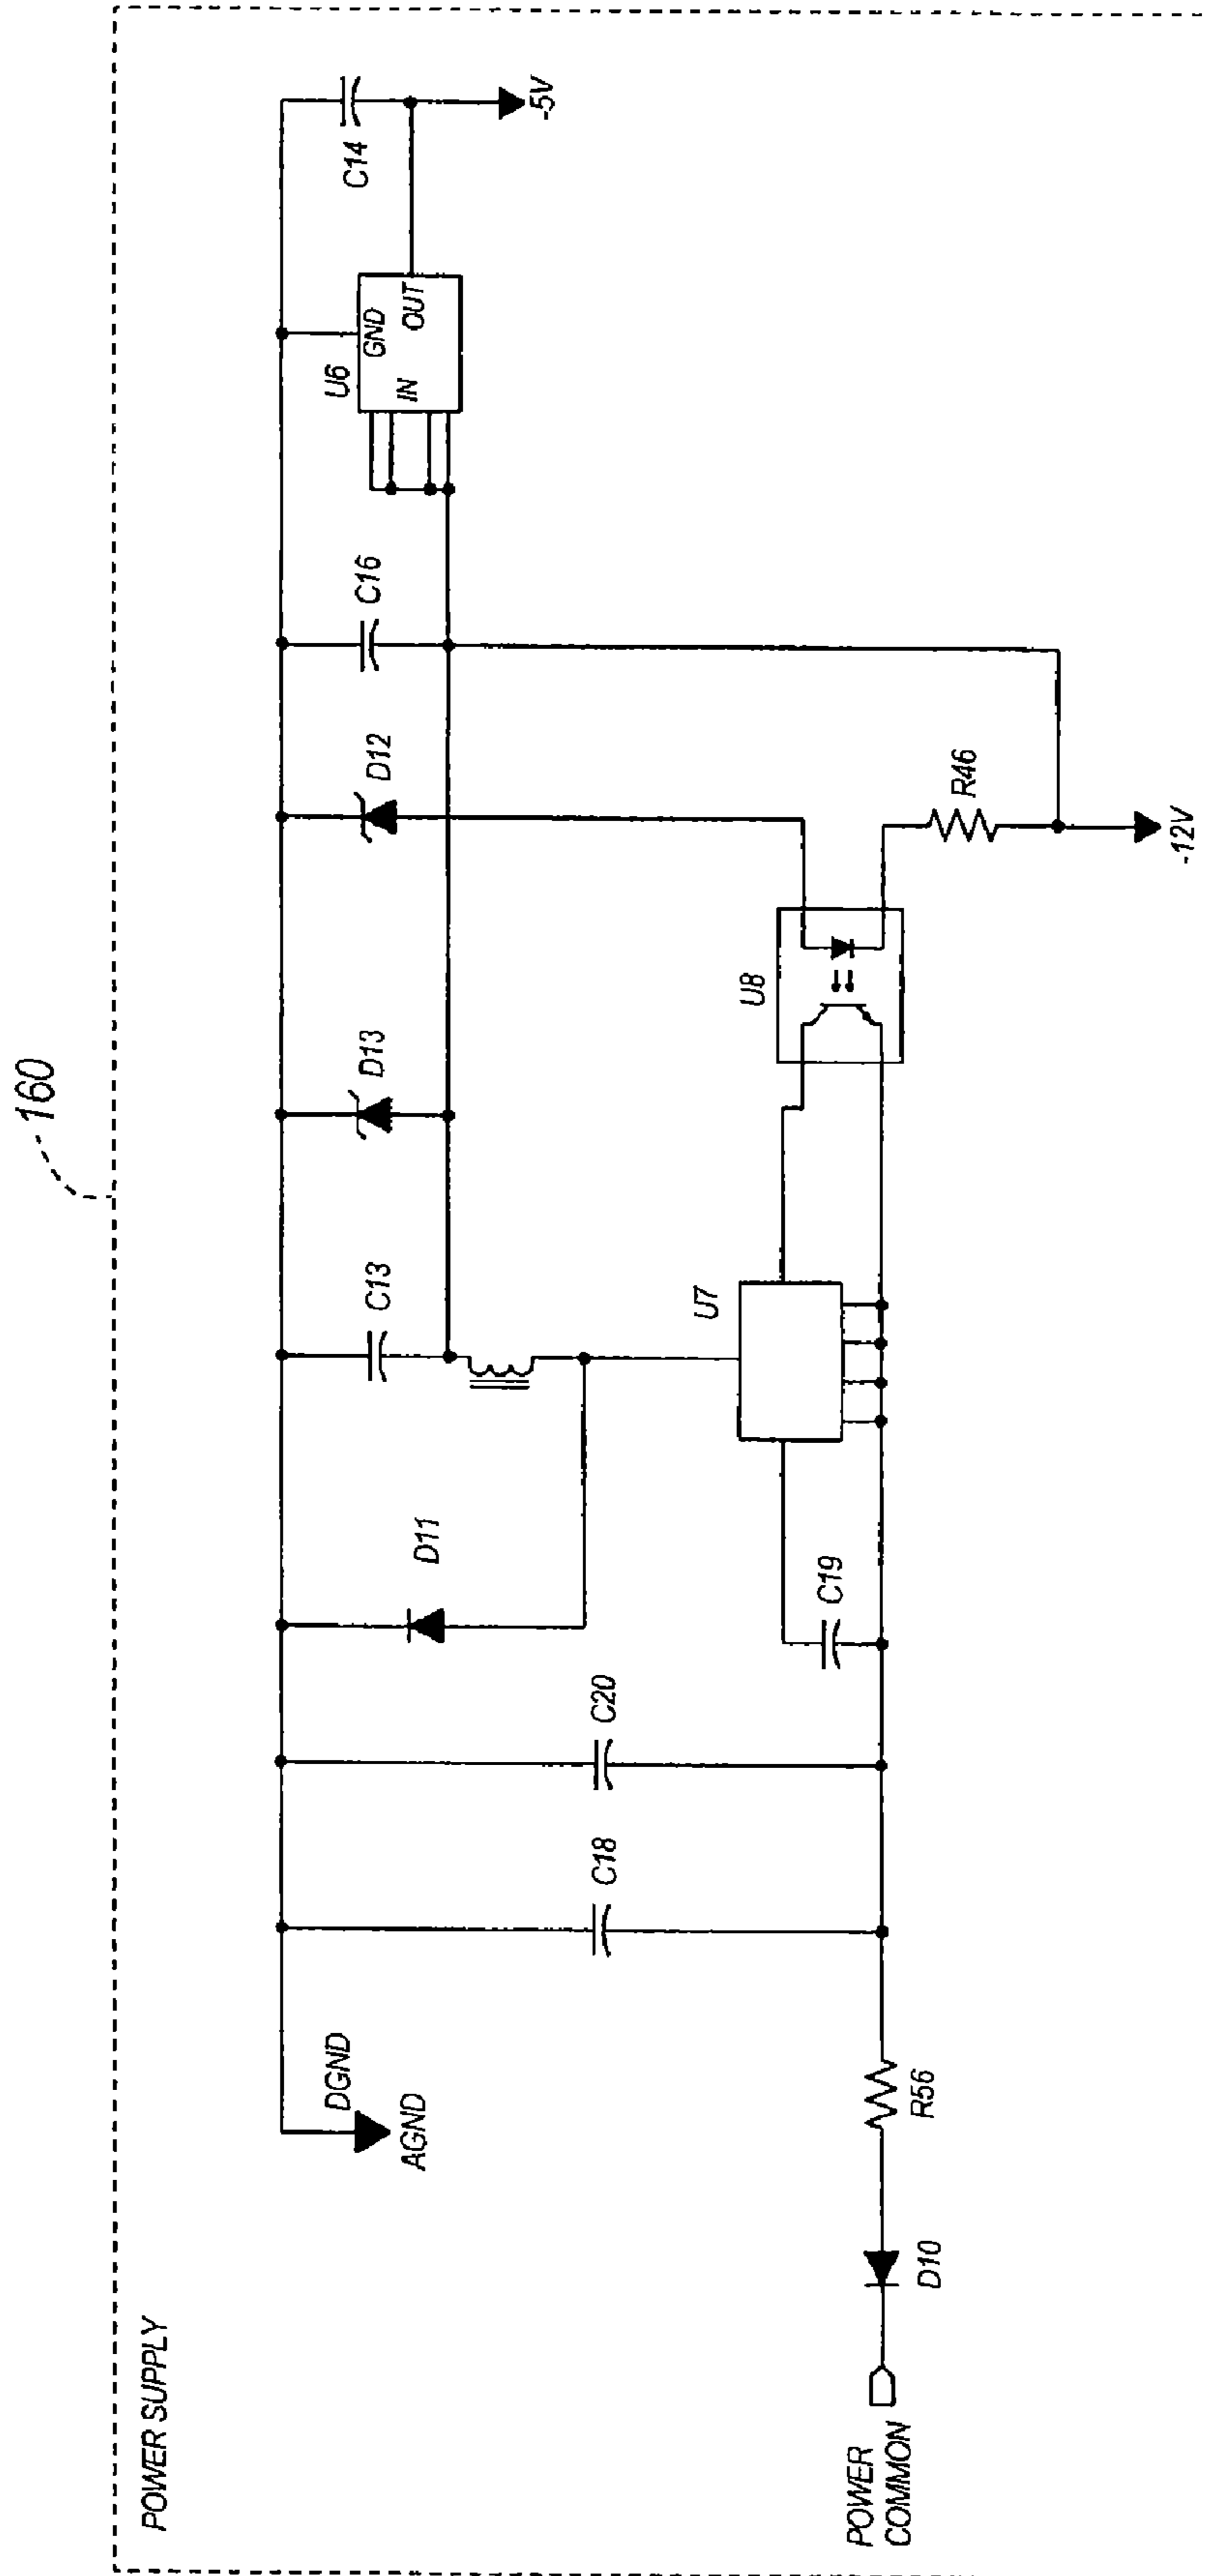 160
POWER SUPPLY
DGND
AGND
C18
C20
D11
C13
D13
D12
C16
U6
GND
IN
OUT
C14
-5V
POWER
COMMON
D10
R56
C19
U7
U8
R46
-12V